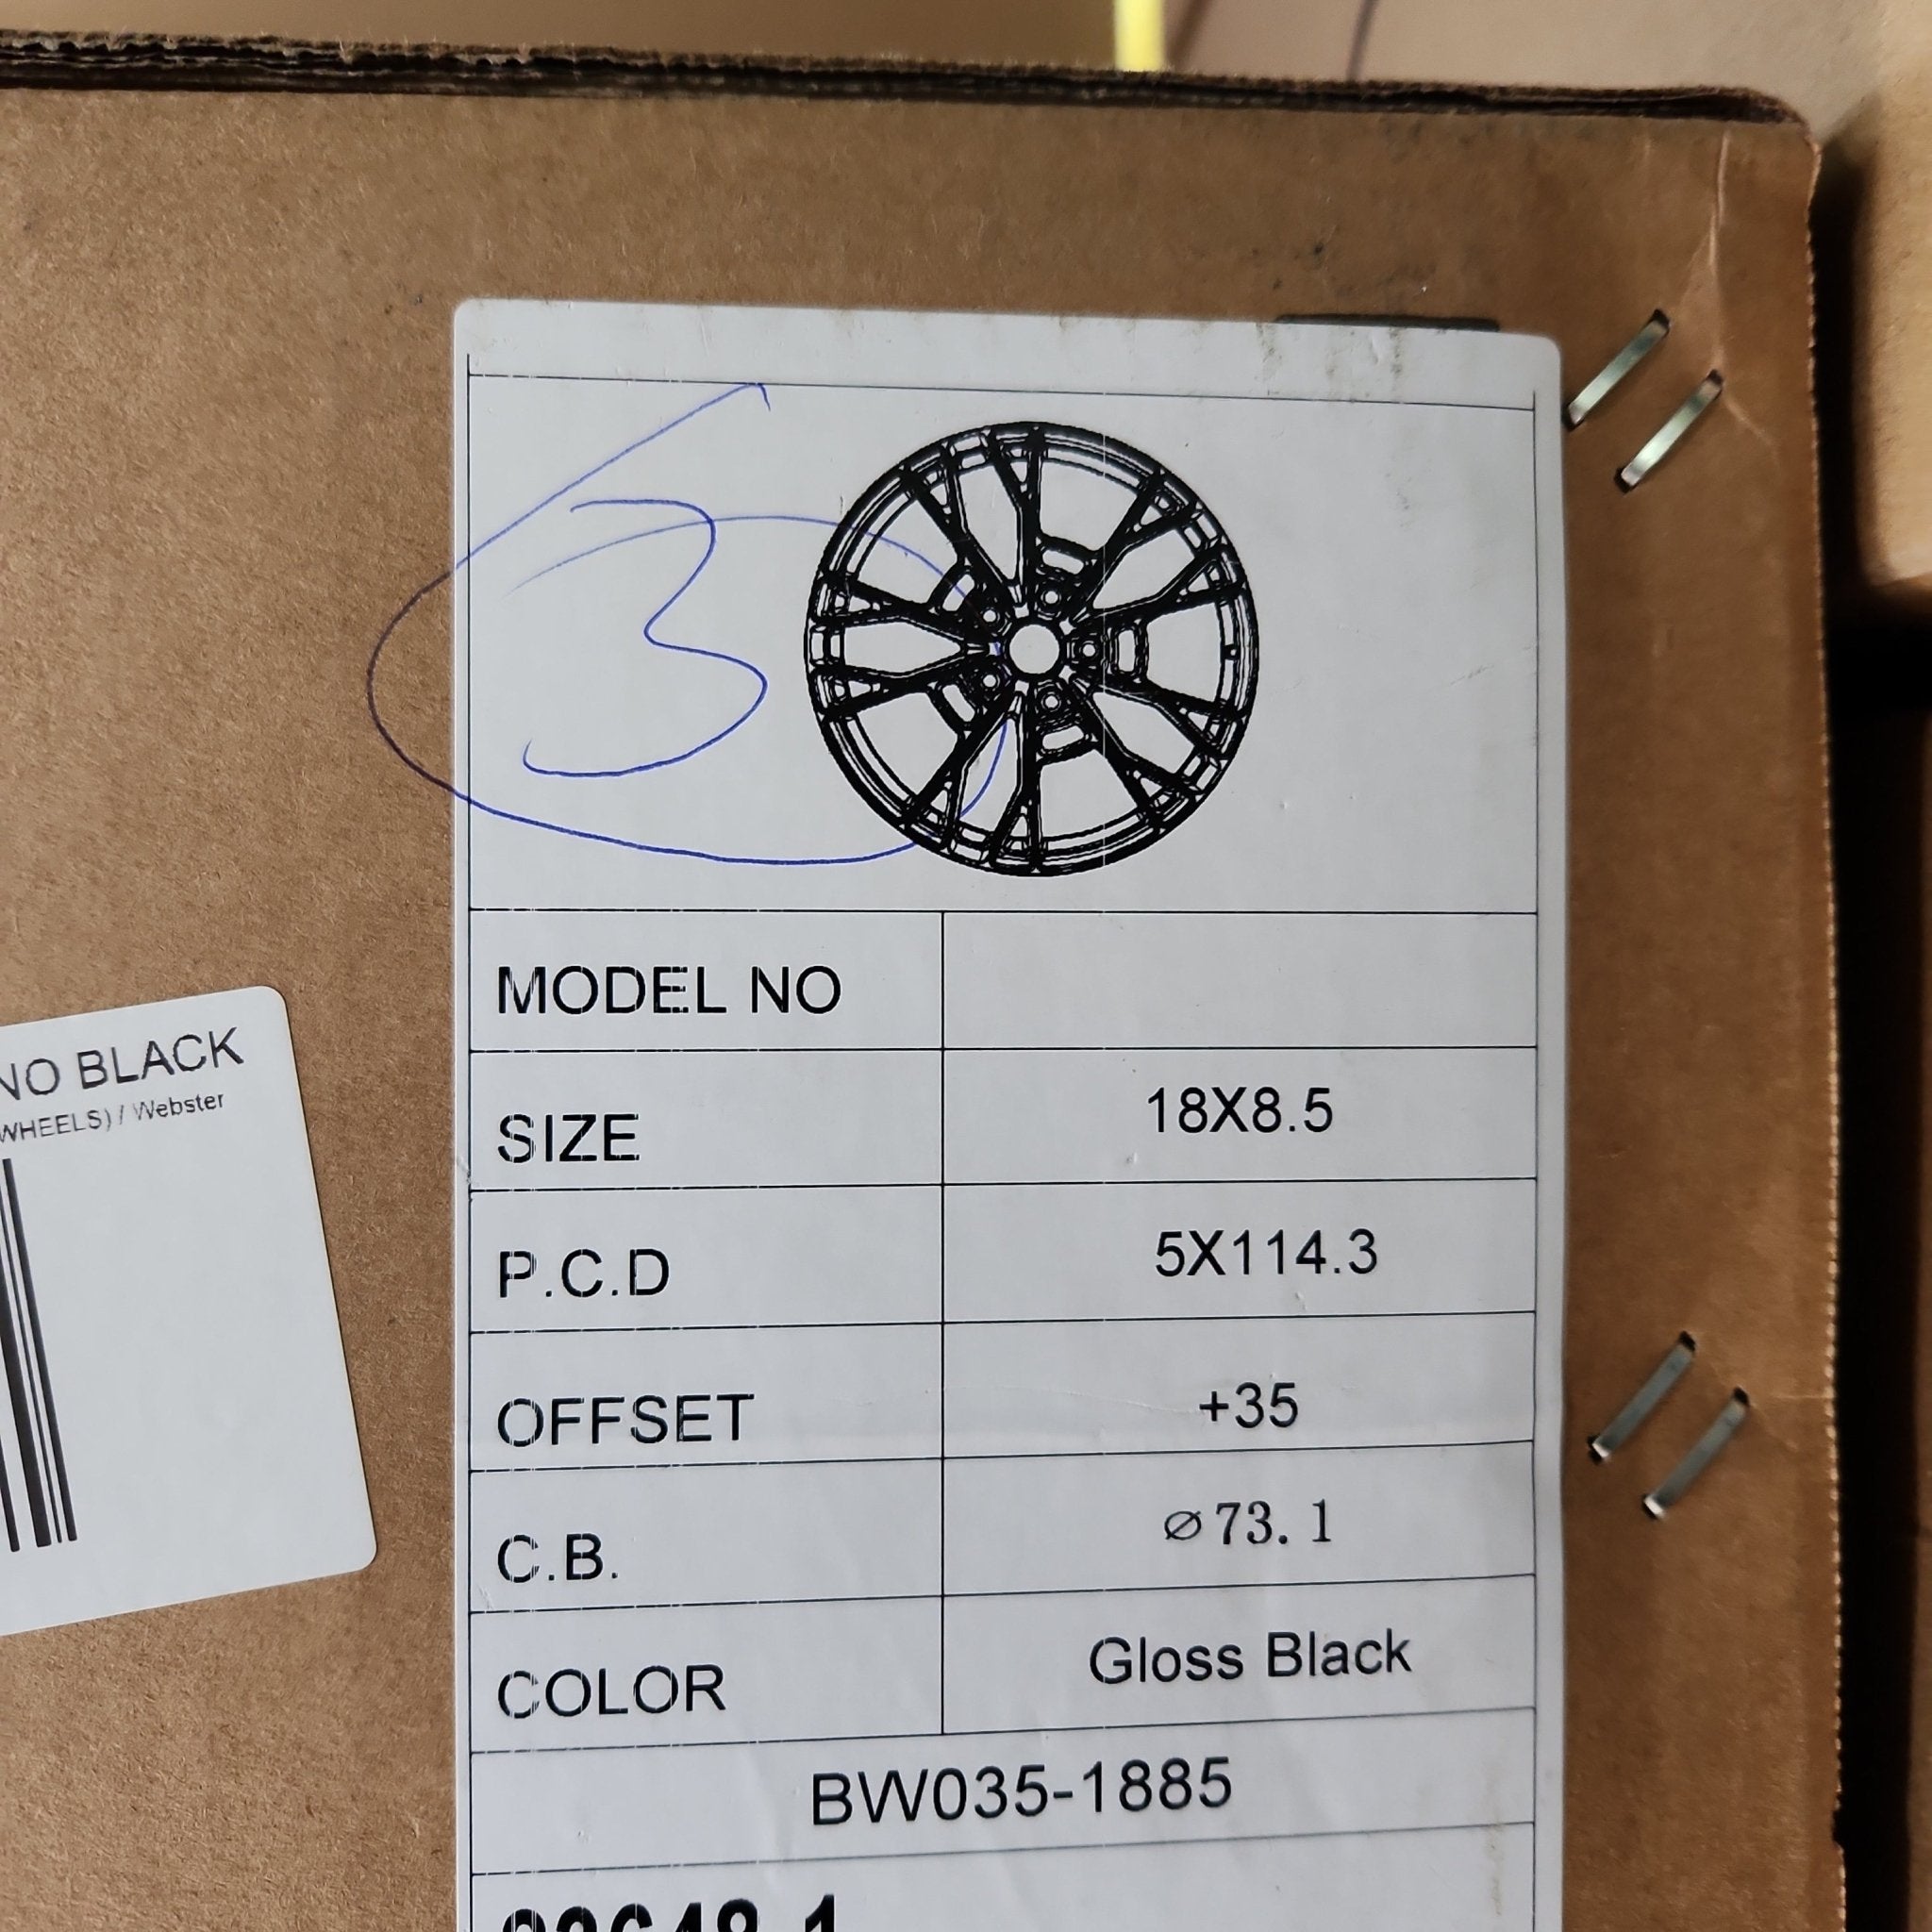 3
MODEL NO
SIZE 18X8.5
P.C.D 5X114.3
OFFSET +35
C.B. ⌀73.1
COLOR Gloss Black
BW035-1885
NO BLACK
WHEELS) / Webster